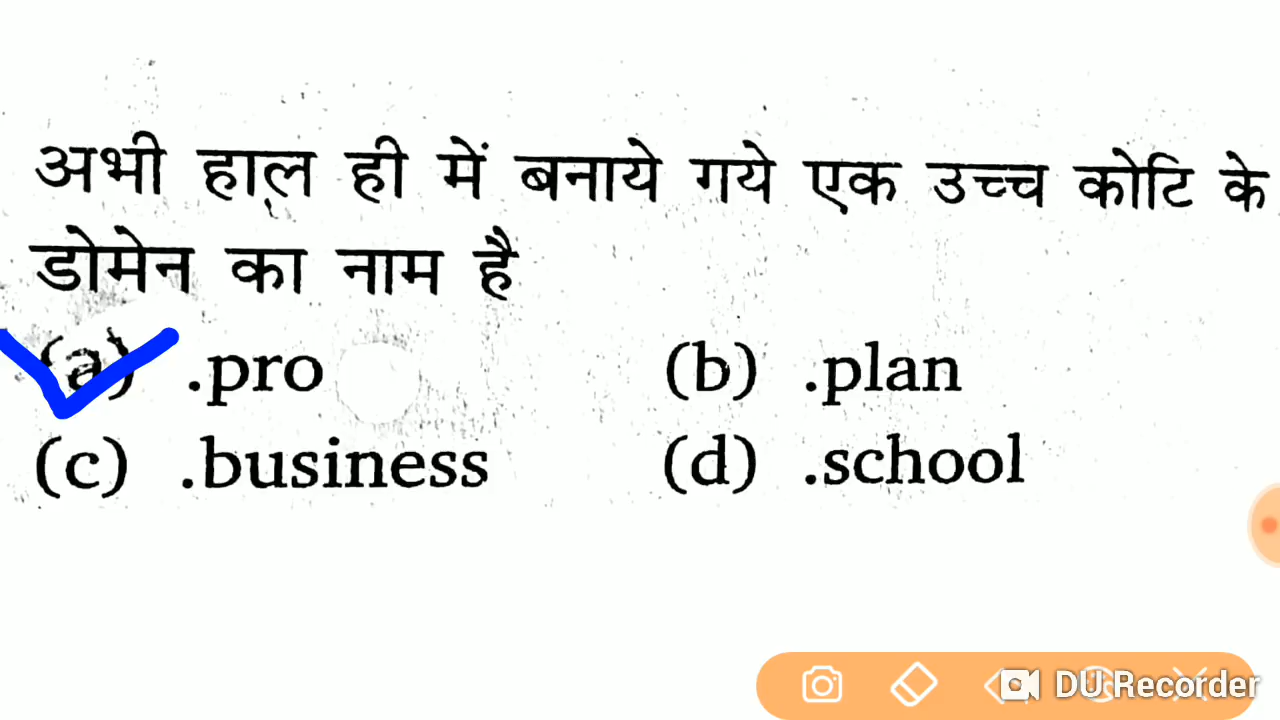 अभी हाल ही में बनाये गये एक उच्च कोटि के
डोमेन का नाम है
(a) .pro (b) .plan
(c) .business (d) .school
DU Recorder